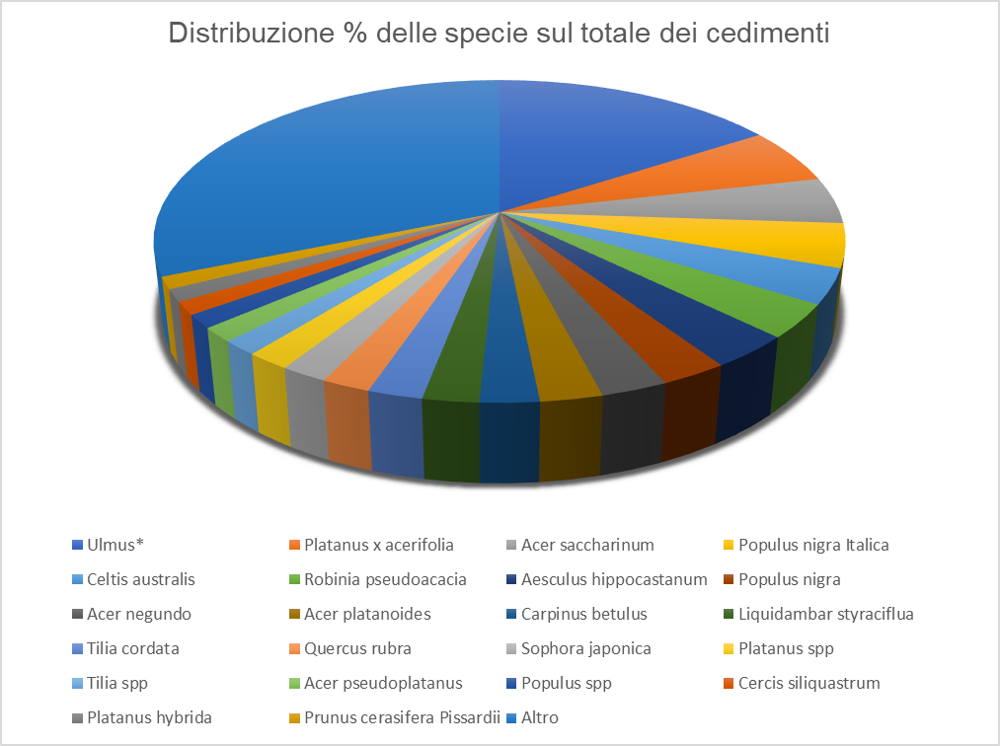 Distribuzione % delle specie sul totale dei cedimenti
Ulmus* Platanus x acerifolia Acer saccharinum Populus nigra Italica
Celtis australis Robinia pseudoacacia Aesculus hippocastanum Populus nigra
Acer negundo Acer platanoides Carpinus betulus Liquidambar styraciflua
Tilia cordata Quercus rubra Sophora japonica Platanus spp
Tilia spp Acer pseudoplatanus Populus spp Cercis siliquastrum
Platanus hybrida Prunus cerasifera Pissardii Altro